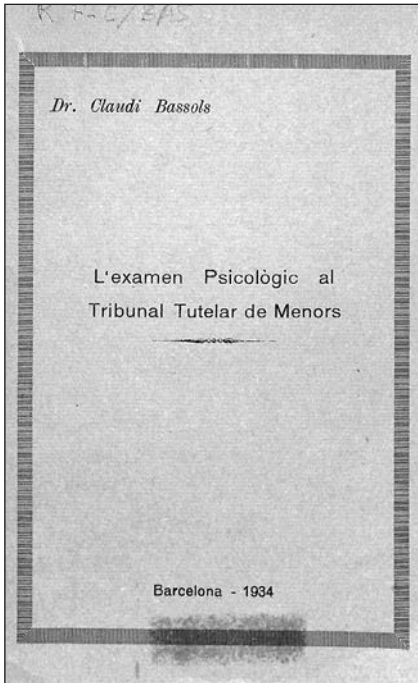 Dr. Claudi Bassols
L'examen Psicològic al
Tribunal Tutelar de Menors
Barcelona - 1934